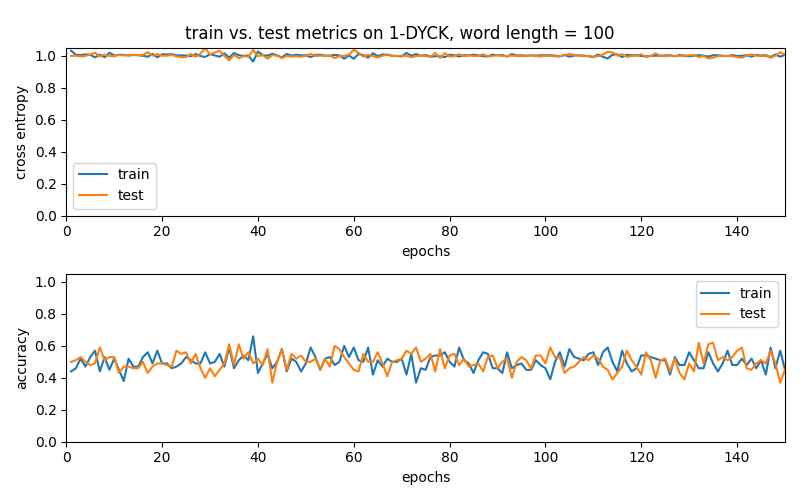 train vs. test metrics on 1-DYCK, word length = 100
1.0
0.8
0.6
0.4
0.2
0.0
cross entropy
train
test
0 20 40 60 80 100 120 140
epochs
1.0
0.8
0.6
0.4
0.2
0.0
accuracy
train
test
0 20 40 60 80 100 120 140
epochs